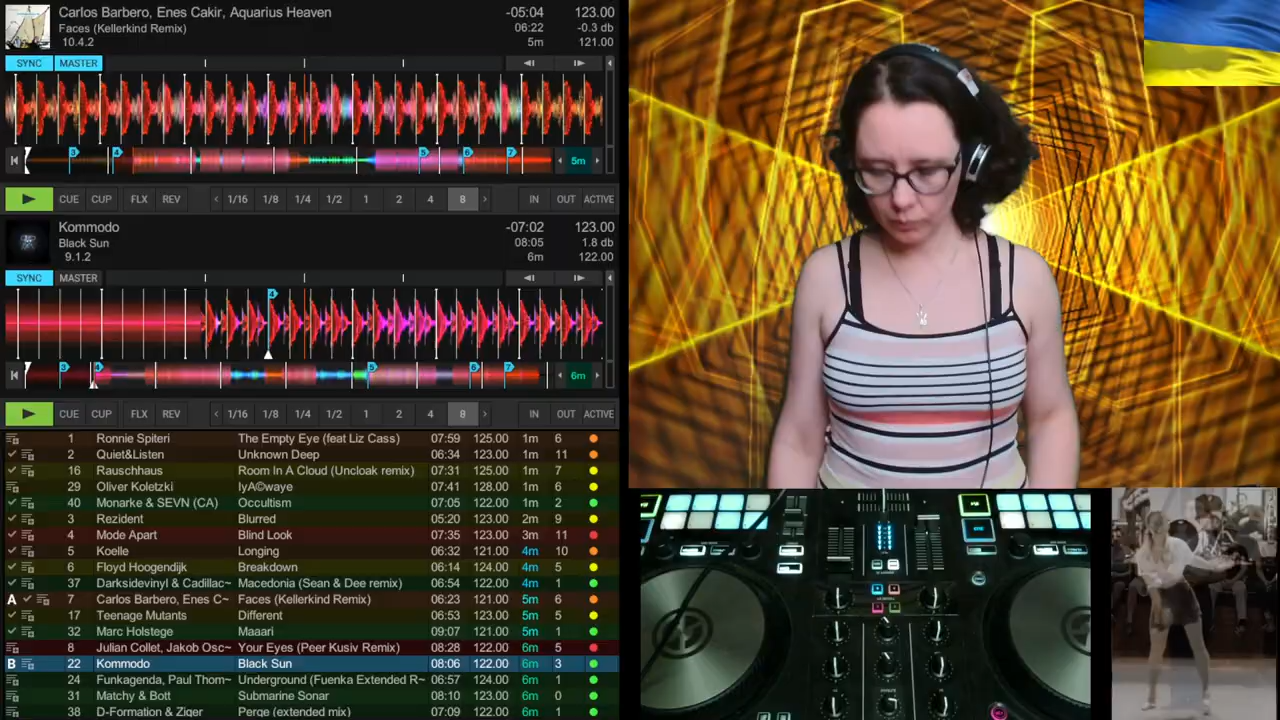 Carlos Barbero, Enes Cakir, Aquarius Heaven -05:04 123.00
Faces (Kellerkind Remix) 06:22 -0.3 db
10.4.2 5m 121.00
SYNC MASTER
3 4 5 6 7 5m
CUE CUP FLX REV 1/16 1/8 1/4 1/2 1 2 4 8 IN OUT ACTIVE
Kommodo -07:02 123.00
Black Sun 08:05 1.8 db
9.1.2 6m 122.00
SYNC MASTER
4
3 4 5 6 7 6m
CUE CUP FLX REV 1/16 1/8 1/4 1/2 1 2 4 8 IN OUT ACTIVE
1 Ronnie Spiteri The Empty Eye (feat Liz Cass) 07:59 125.00 1m 6
2 Quiet&Listen Unknown Deep 06:34 123.00 1m 11
16 Rauschhaus Room In A Cloud (Uncloak remix) 07:31 125.00 1m 7
29 Oliver Koletzki IyA©waye 07:41 128.00 1m 6
40 Monarke & SEVN (CA) Occultism 07:05 122.00 1m 2
3 Rezident Blurred 05:20 123.00 2m 9
4 Mode Apart Blind Look 07:35 123.00 3m 11
5 Koelle Longing 06:32 121.00 4m 10
6 Floyd Hoogendijk Breakdown 06:14 124.00 4m 5
37 Darksidevinyl & Cadillac~ Macedonia (Sean & Dee remix) 06:54 122.00 4m 1
A 7 Carlos Barbero, Enes C~ Faces (Kellerkind Remix) 06:23 121.00 5m 6
17 Teenage Mutants Different 06:53 123.00 5m 5
32 Marc Holstege Maaari 09:07 121.00 5m 1
8 Julian Collet, Jakob Osc~ Your Eyes (Peer Kusiv Remix) 08:28 123.00 6m 5
B 22 Kommodo Black Sun 08:06 122.00 6m 3
24 Funkagenda, Paul Thom~ Underground (Fuenka Extended R~ 06:57 124.00 6m 1
31 Matchy & Bott Submarine Sonar 08:10 123.00 6m 0
38 D-Formation & Ziger Perge (extended mix) 07:09 122.00 6m 1